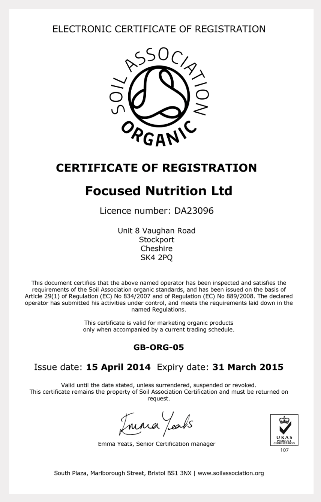 ELECTRONIC CERTIFICATE OF REGISTRATION
SOIL ASSOCIATION
ORGANIC
CERTIFICATE OF REGISTRATION
Focused Nutrition Ltd
Licence number: DA23096
Unit 8 Vaughan Road
Stockport
Cheshire
SK4 2PQ
This document certifies that the above named operator has been inspected and satisfies the
requirements of the Soil Association organic standards, and has been issued on the basis of
Article 29(1) of Regulation (EC) No 834/2007 and of Regulation (EC) No 889/2008. The declared
operator has submitted his activities under control, and meets the requirements laid down in the
named Regulations.
This certificate is valid for marketing organic products
only when accompanied by a current trading schedule.
GB-ORG-05
Issue date: 15 April 2014 Expiry date: 31 March 2015
Valid until the date stated, unless surrendered, suspended or revoked.
This certificate remains the property of Soil Association Certification and must be returned on
request.
Emma Yeats
Emma Yeats, Senior Certification manager
UKAS
107
South Plaza, Marlborough Street, Bristol BS1 3NX | www.soilassociation.org